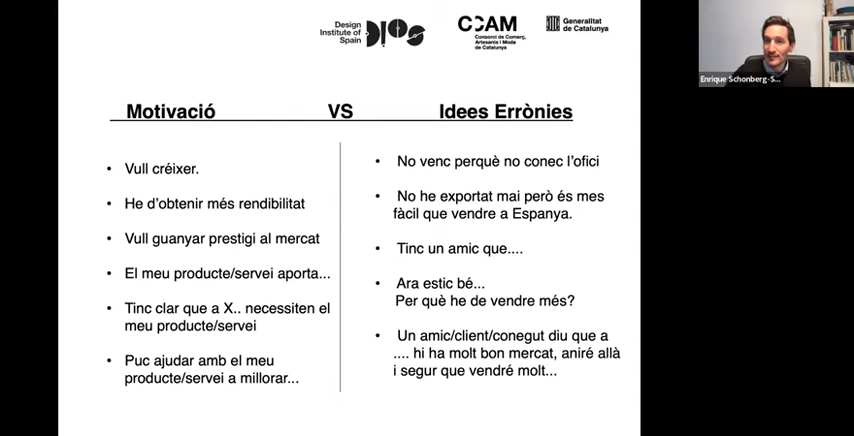 Design
Institute of
Spain
DIOS
CCAM
Consorci de Comerç,
Artesania i Moda
de Catalunya
Generalitat
de Catalunya
Enrique Schonberg-S...
Motivació VS Idees Errònies
• Vull créixer.
• He d'obtenir més rendibilitat
• Vull guanyar prestigi al mercat
• El meu producte/servei aporta...
• Tinc clar que a X.. necessiten el
meu producte/servei
• Puc ajudar amb el meu
producte/servei a millorar...
• No venc perquè no conec l'ofici
• No he exportat mai però és mes
fàcil que vendre a Espanya.
• Tinc un amic que....
• Ara estic bé...
Per què he de vendre més?
• Un amic/client/conegut diu que a
.... hi ha molt bon mercat, aniré allà
i segur que vendré molt...